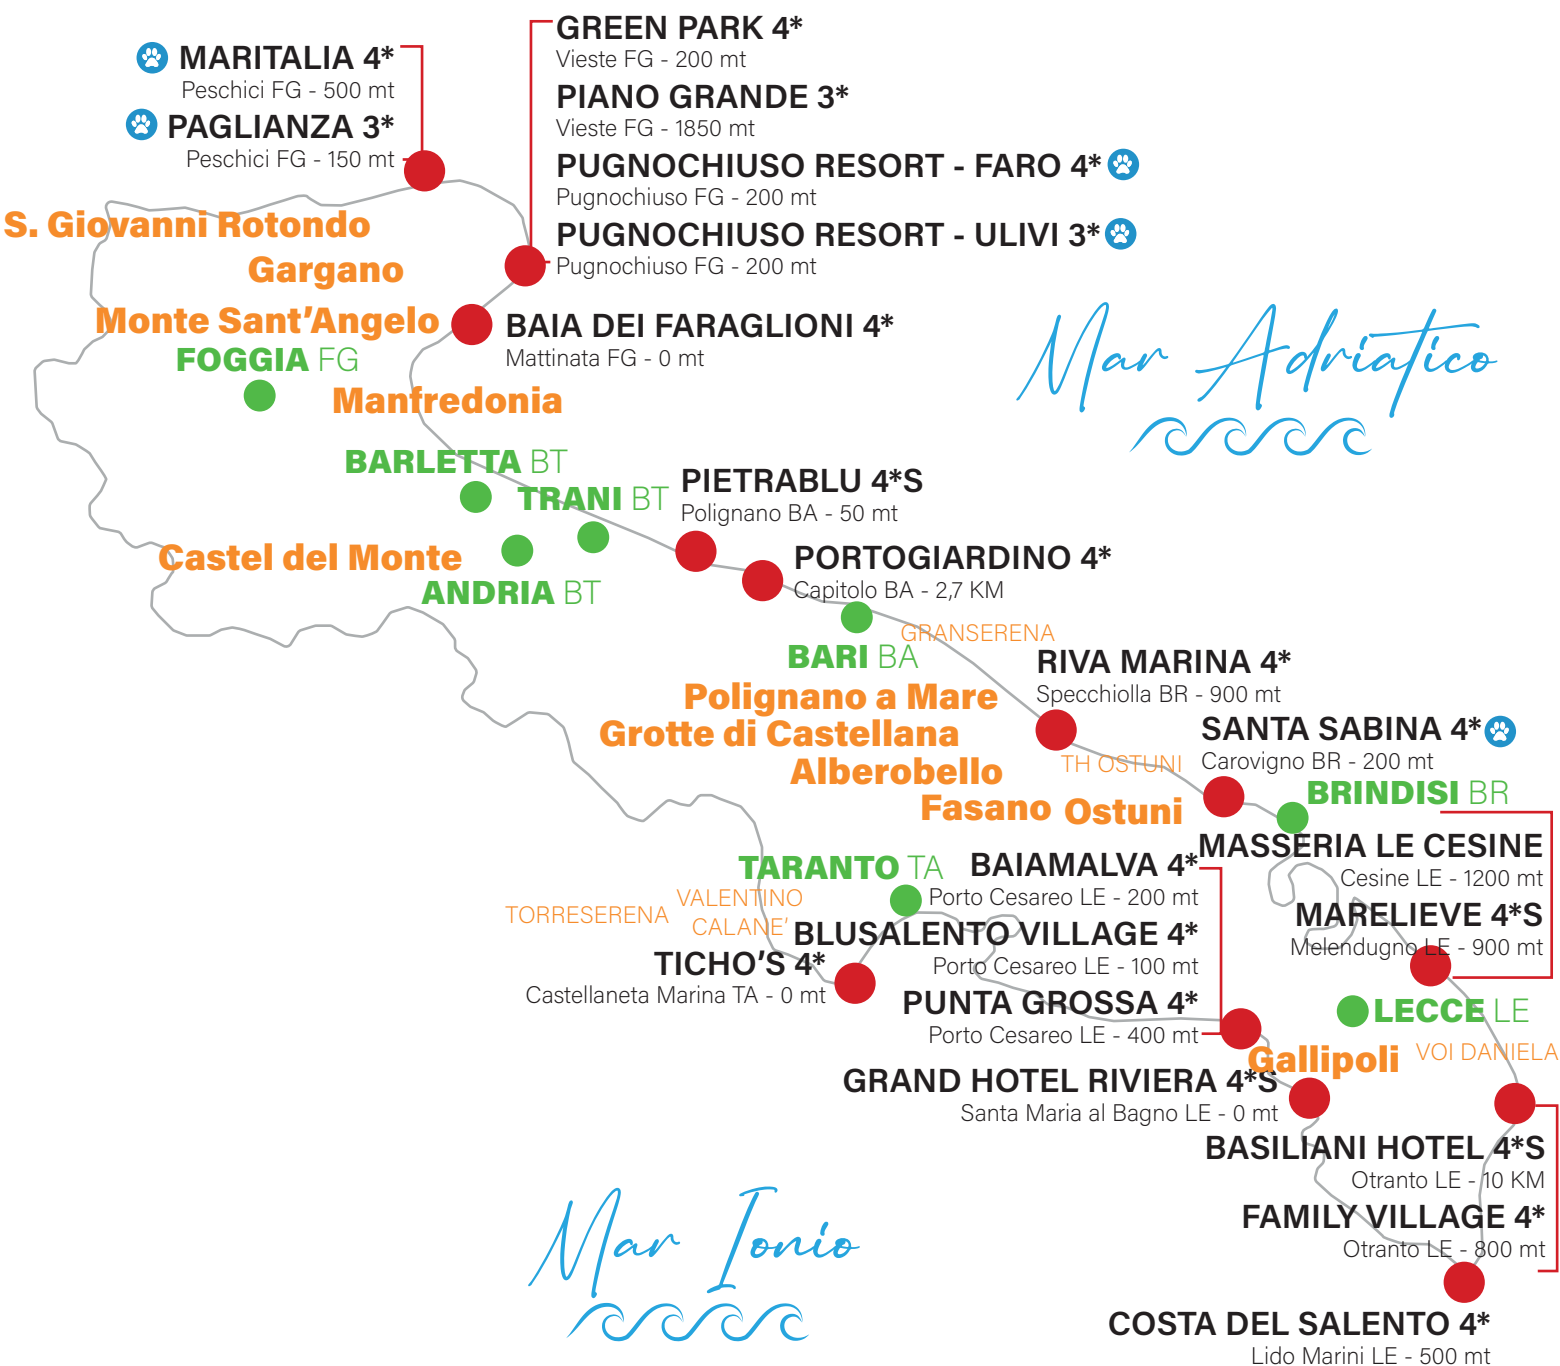 MARITALIA 4*
Peschici FG - 500 mt
PAGLIANZA 3*
Peschici FG - 150 mt
GREEN PARK 4*
Vieste FG - 200 mt
PIANO GRANDE 3*
Vieste FG - 1850 mt
PUGNOCHIUSO RESORT - FARO 4*
Pugnochiuso FG - 200 mt
PUGNOCHIUSO RESORT - ULIVI 3*
Pugnochiuso FG - 200 mt
S. Giovanni Rotondo
Gargano
Monte Sant'Angelo
BAIA DEI FARAGLIONI 4*
Mattinata FG - 0 mt
FOGGIA FG
Manfredonia
Mar Adriatico
BARLETTA BT
TRANI BT
PIETRABLU 4*S
Polignano BA - 50 mt
Castel del Monte
ANDRIA BT
PORTOGIARDINO 4*
Capitolo BA - 2,7 KM
GRANSERENA
BARI BA
RIVA MARINA 4*
Specchiolla BR - 900 mt
Polignano a Mare
Grotte di Castellana
Alberobello
Fasano
Ostuni
TH OSTUNI
SANTA SABINA 4*
Carovigno BR - 200 mt
BRINDISI BR
MASSERIA LE CESINE
Cesine LE - 1200 mt
MARELIEVE 4*S
Melendugno LE - 900 mt
TARANTO TA
BAIAMALVA 4*
Porto Cesareo LE - 200 mt
BLUSALENTO VILLAGE 4*
Porto Cesareo LE - 100 mt
PUNTA GROSSA 4*
Porto Cesareo LE - 400 mt
TORRESERENA
VALENTINO
CALANE'
TICHO'S 4*
Castellaneta Marina TA - 0 mt
LECCE LE
Gallipoli
VOI DANIELA
GRAND HOTEL RIVIERA 4*S
Santa Maria al Bagno LE - 0 mt
BASILIANI HOTEL 4*S
Otranto LE - 10 KM
FAMILY VILLAGE 4*
Otranto LE - 800 mt
Mar Ionio
COSTA DEL SALENTO 4*
Lido Marini LE - 500 mt